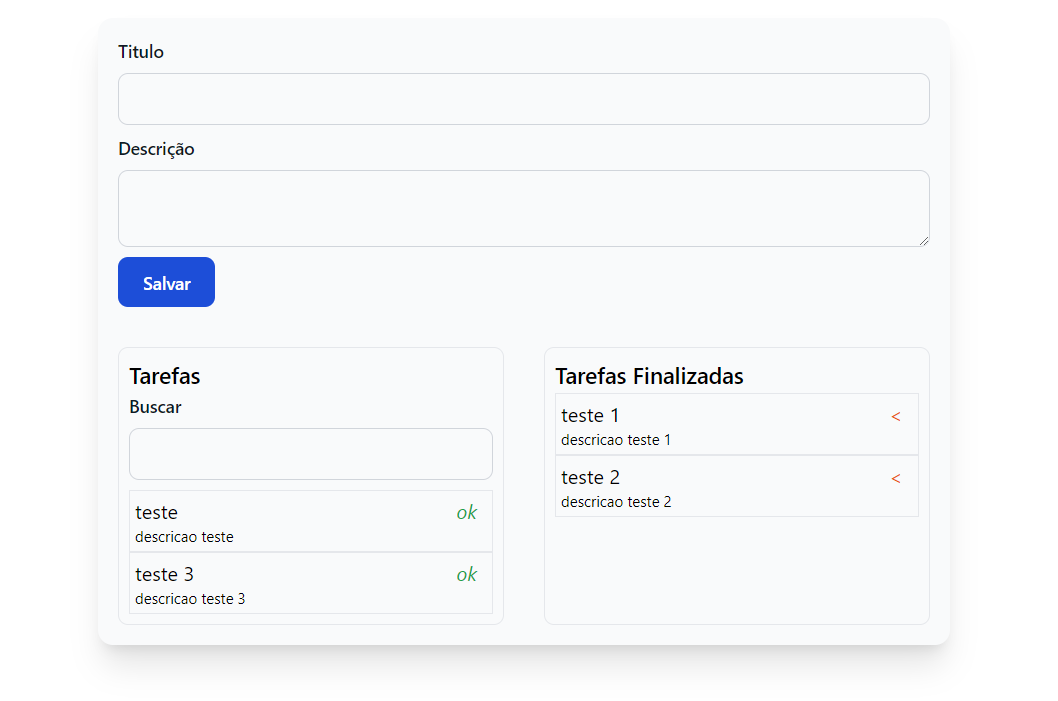 Titulo
Descrição
Salvar
Tarefas
Buscar
teste
ok
descricao teste
teste 3
ok
descricao teste 3
Tarefas Finalizadas
teste 1
<
descricao teste 1
teste 2
<
descricao teste 2